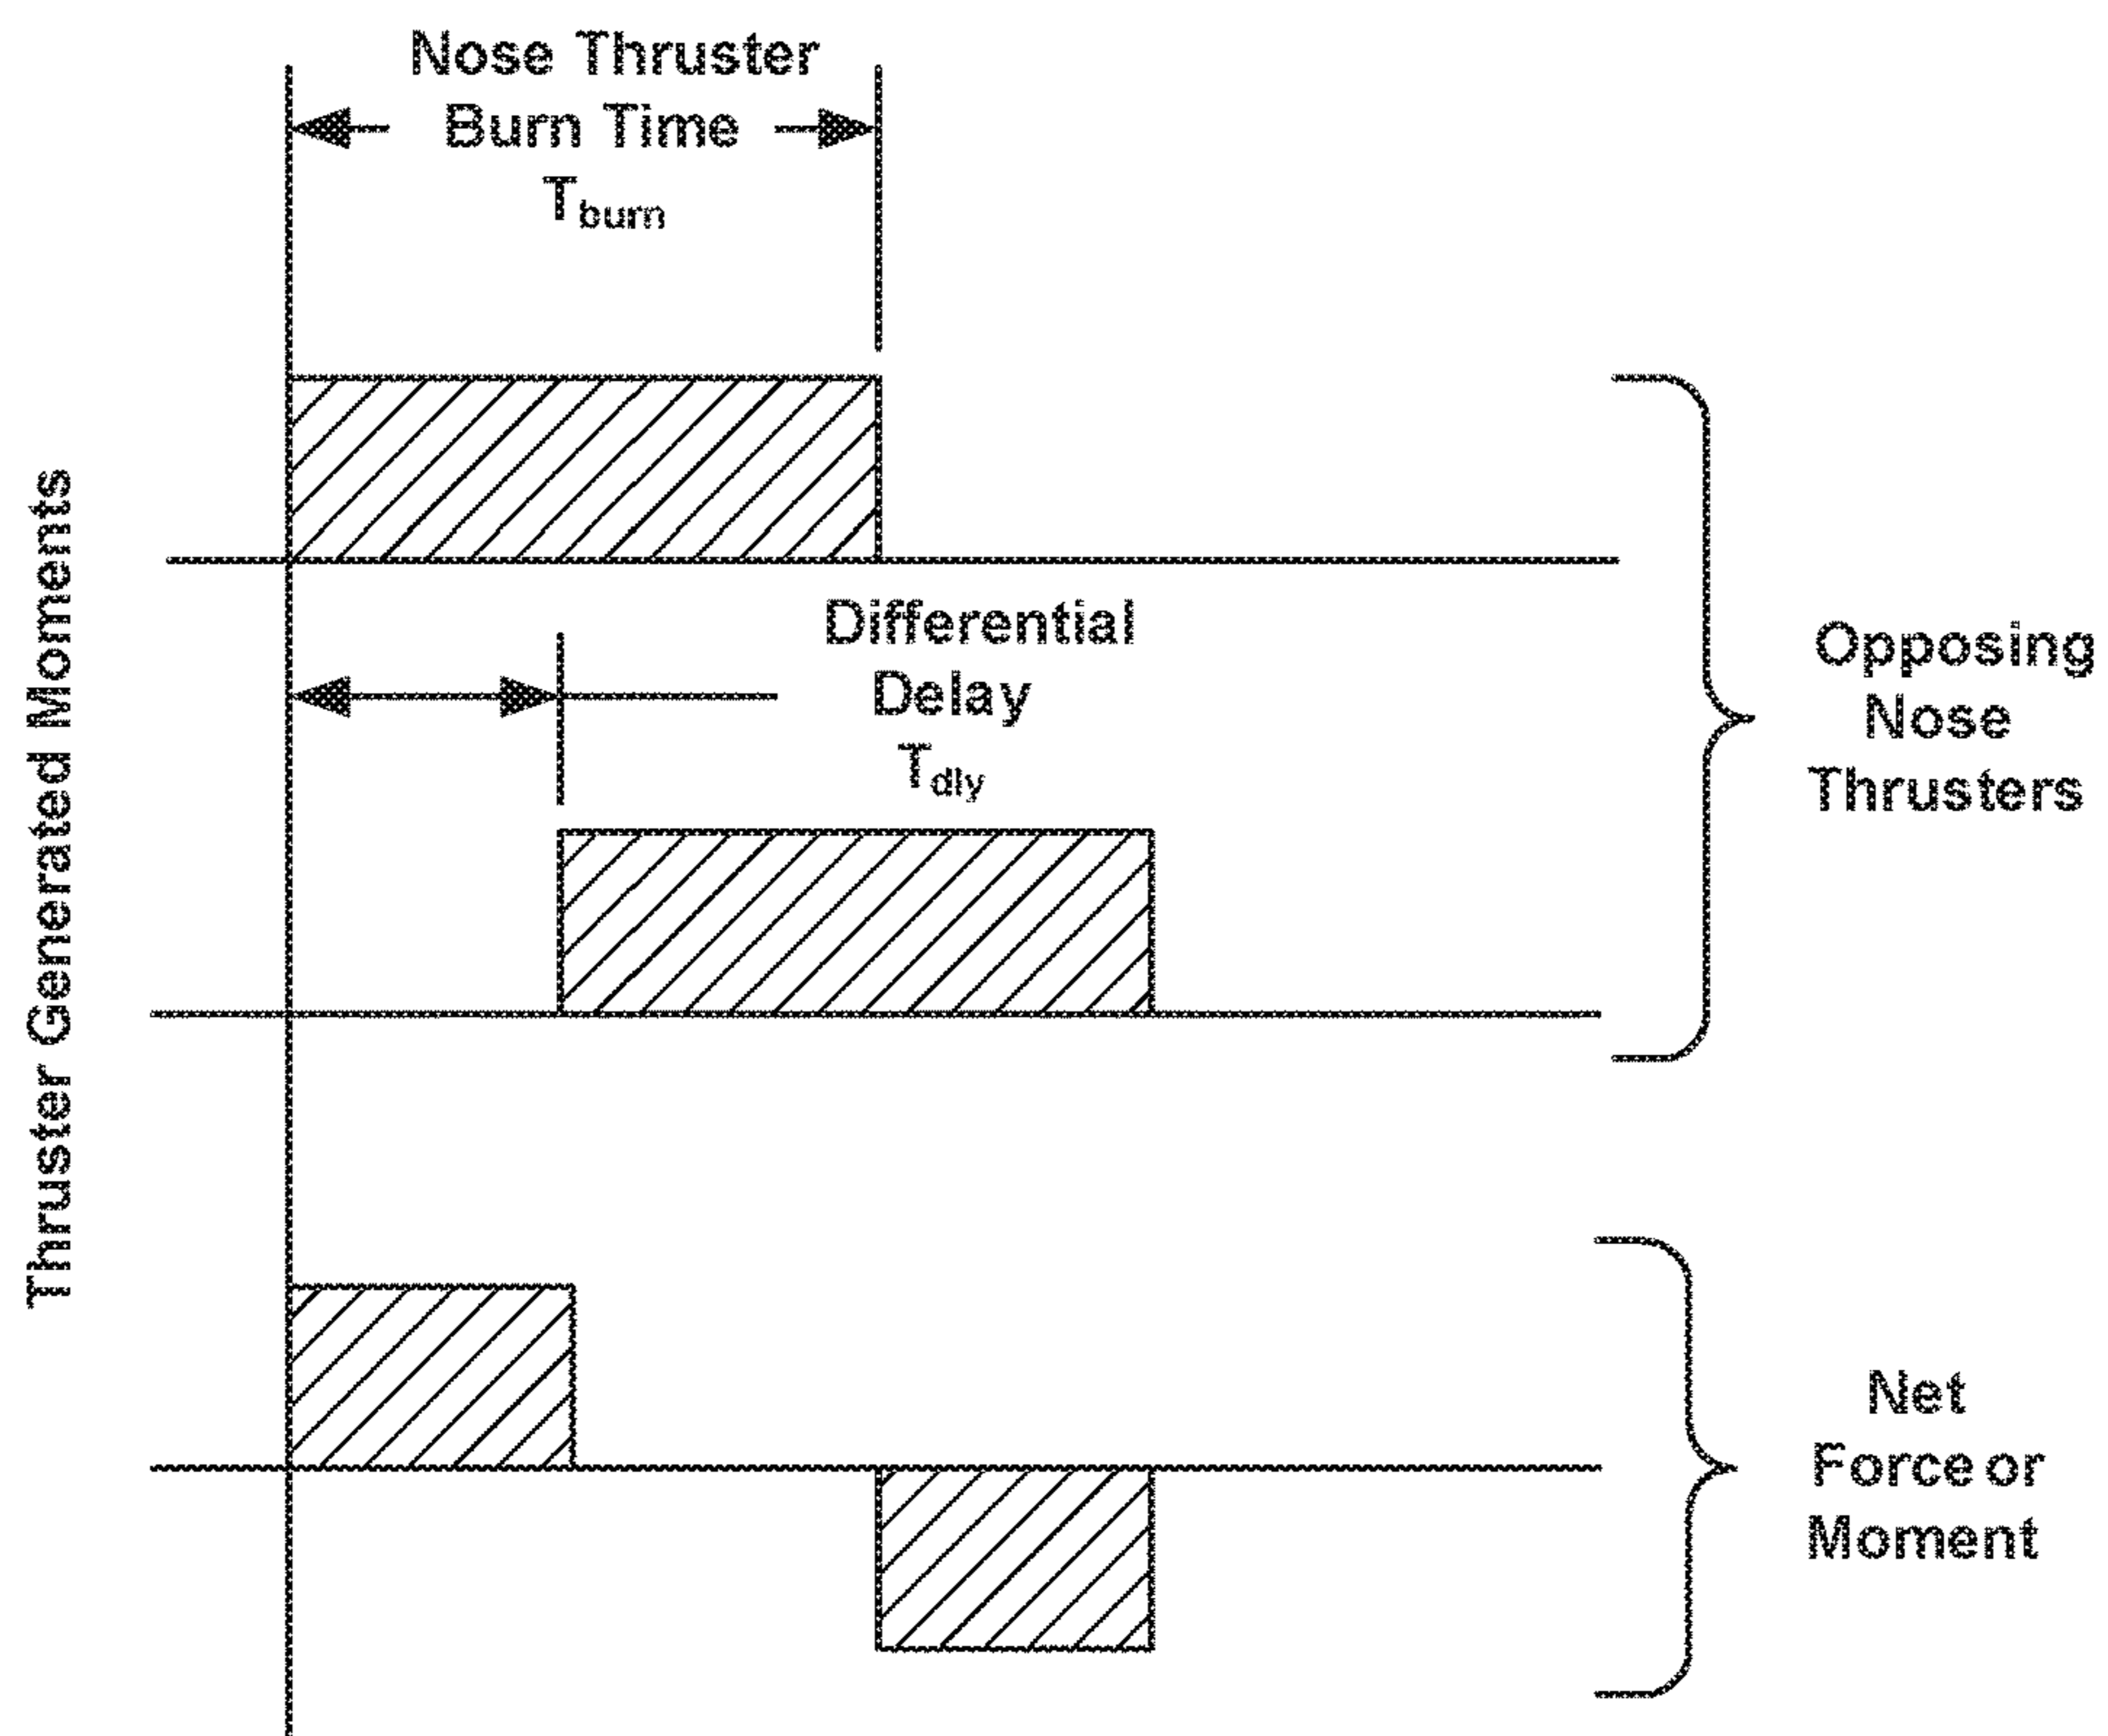 Nose Thruster
Burn Time
Tburn
Thruster Generated Moments
Differential
Delay
Tdly
Opposing
Nose
Thrusters
Net
Force or
Moment